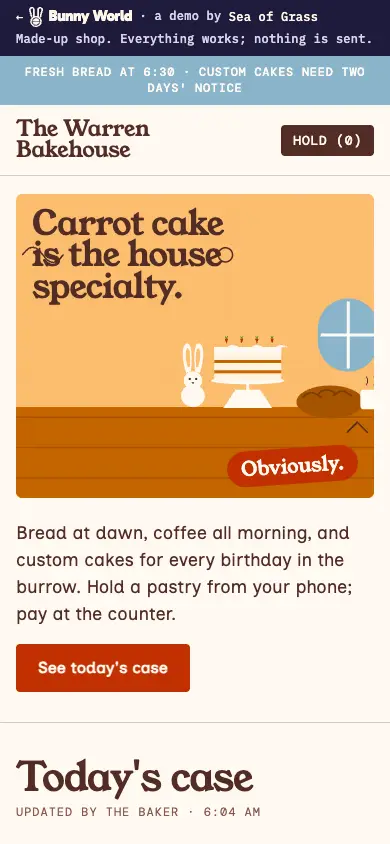 ← Bunny World · a demo by Sea of Grass
Made-up shop. Everything works; nothing is sent.
FRESH BREAD AT 6:30 · CUSTOM CAKES NEED TWO
DAYS' NOTICE
The Warren
Bakehouse
HOLD (0)
Carrot cake
is the house
specialty.
Obviously.
Bread at dawn, coffee all morning, and
custom cakes for every birthday in the
burrow. Hold a pastry from your phone;
pay at the counter.
See today's case
Today's case
UPDATED BY THE BAKER · 6:04 AM